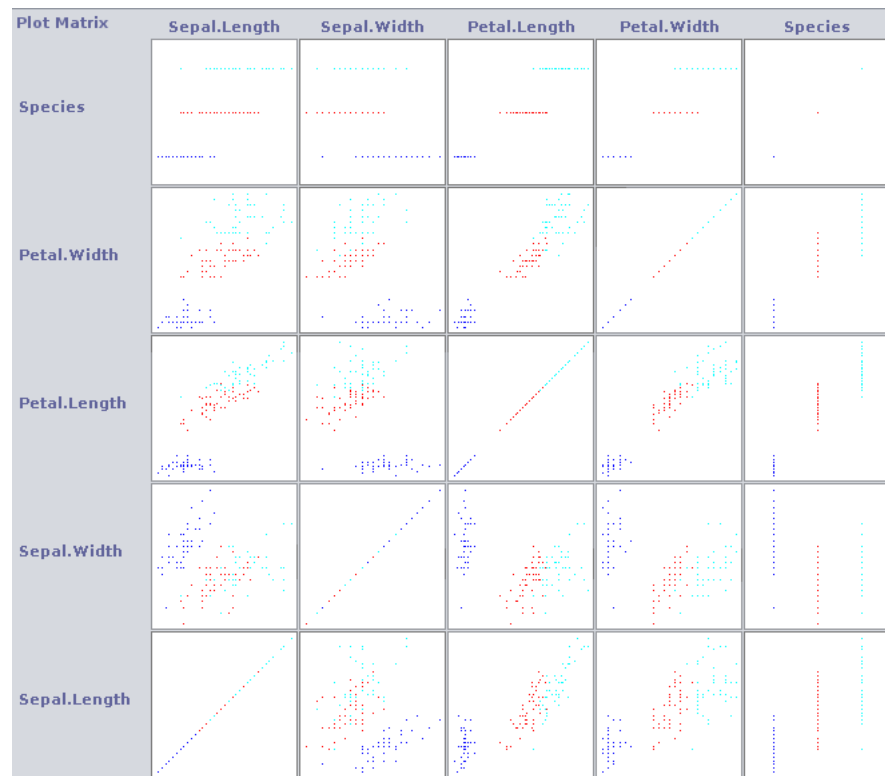 Plot Matrix Sepal.Length Sepal.Width Petal.Length Petal.Width Species
Species
Petal.Width
Petal.Length
Sepal.Width
Sepal.Length